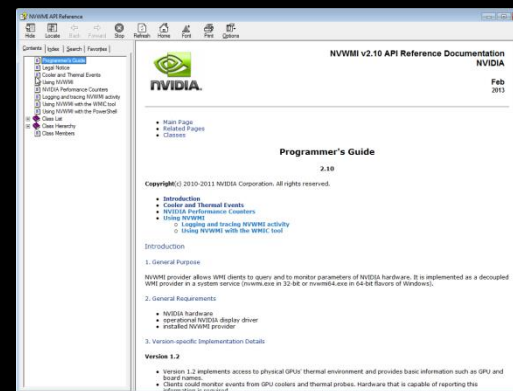 NVWMI API Reference
Hide Locate Back Forward Stop Refresh Home Font Print Options
Contents Index Search Favorites
Programmer's Guide
Legal Notice
Cooler and Thermal Events
Using NVWMI
NVIDIA Performance Counters
Logging and tracing NVWMI activity
Using NVWMI with the WMIC tool
Using NVWMI with the PowerShell
Class List
Class Hierarchy
Class Members
NVIDIA.
NVWMI v2.10 API Reference Documentation
NVIDIA
Feb
2013
• Main Page
• Related Pages
• Classes
Programmer's Guide
2.10
Copyright(c) 2010-2011 NVIDIA Corporation. All rights reserved.
• Introduction
• Cooler and Thermal Events
• NVIDIA Performance Counters
• Using NVWMI
○ Logging and tracing NVWMI activity
○ Using NVWMI with the WMIC tool
Introduction
1. General Purpose
NVWMI provider allows WMI clients to query and to monitor parameters of NVIDIA hardware. It is implemented as a decoupled
WMI provider in a system service (nvwmi.exe in 32-bit or nvwmi64.exe in 64-bit flavors of Windows).
2. General Requirements
• NVIDIA hardware
• operational NVIDIA display driver
• installed NVWMI provider
3. Version-specific Implementation Details
Version 1.2
• Version 1.2 implements access to physical GPUs' thermal environment and provides basic information such as GPU and
board names.
• Clients could monitor events from GPU coolers and thermal probes. Hardware that is capable of reporting this
information is required.